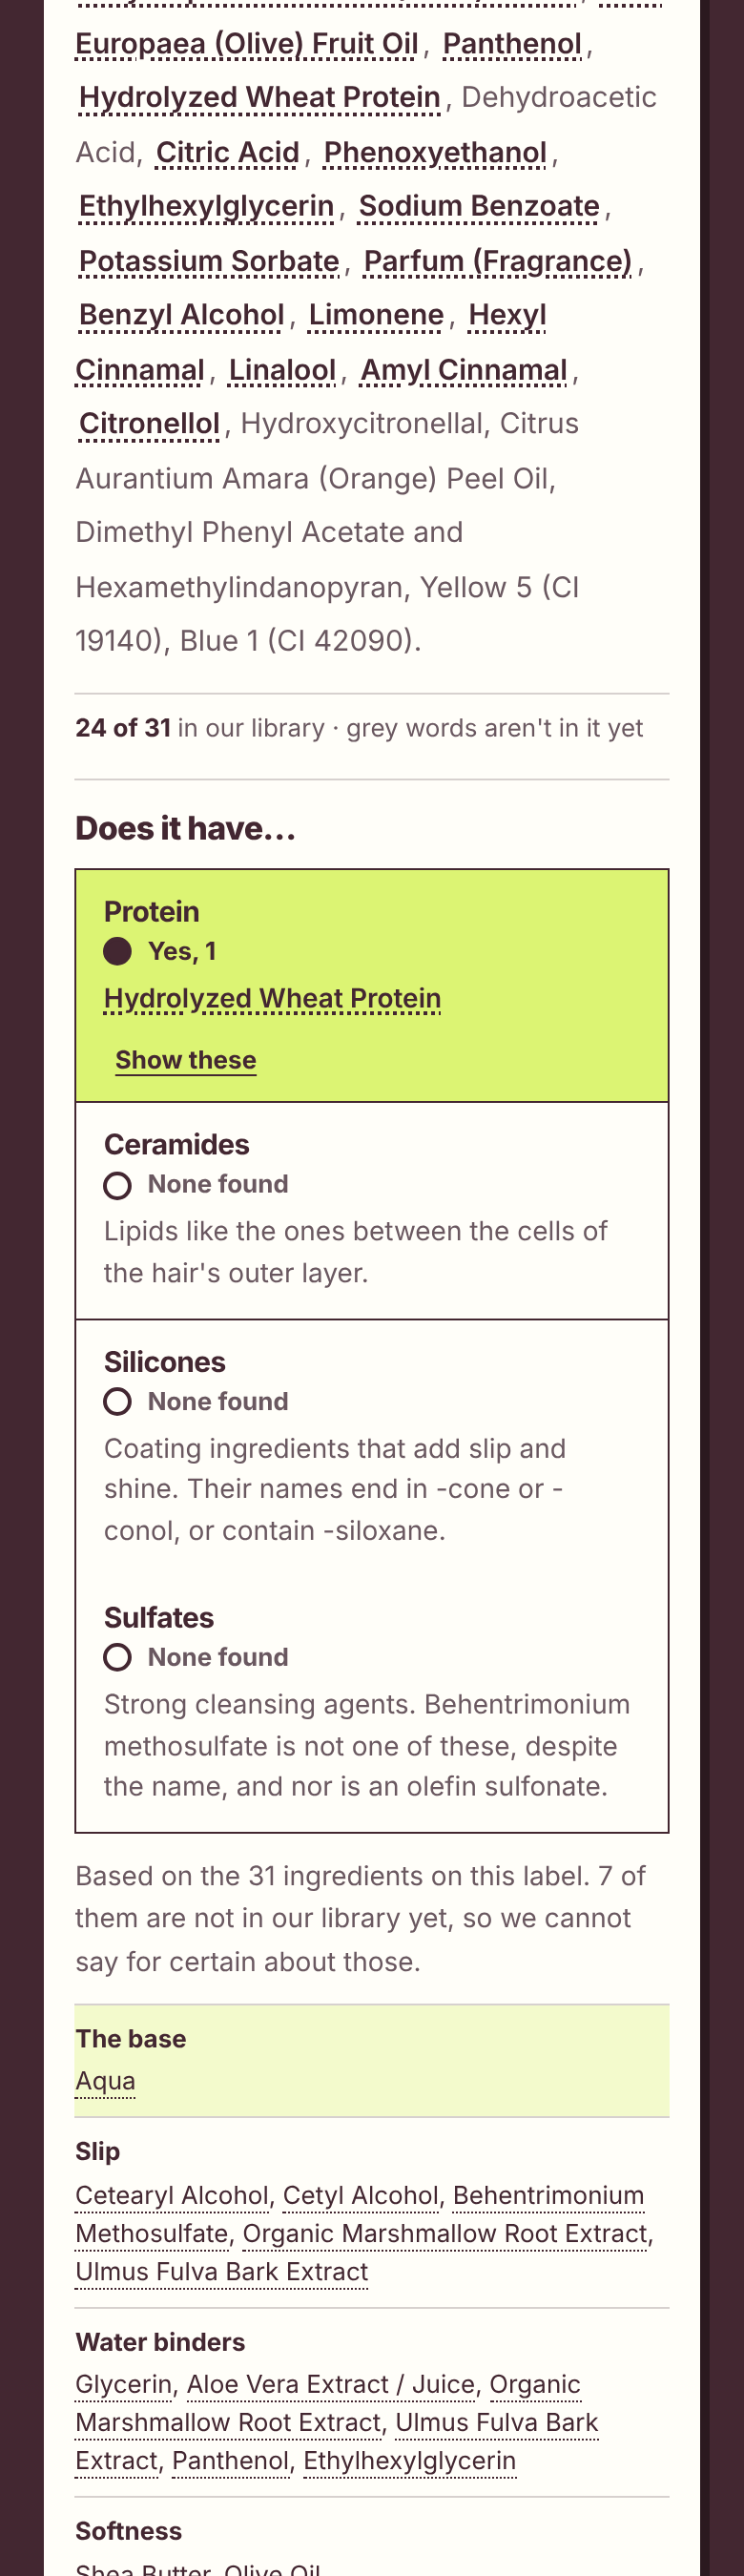 Europaea (Olive) Fruit Oil, Panthenol,
Hydrolyzed Wheat Protein, Dehydroacetic
Acid, Citric Acid, Phenoxyethanol,
Ethylhexylglycerin, Sodium Benzoate,
Potassium Sorbate, Parfum (Fragrance),
Benzyl Alcohol, Limonene, Hexyl
Cinnamal, Linalool, Amyl Cinnamal,
Citronellol, Hydroxycitronellal, Citrus
Aurantium Amara (Orange) Peel Oil,
Dimethyl Phenyl Acetate and
Hexamethylindanopyran, Yellow 5 (CI
19140), Blue 1 (CI 42090).
24 of 31 in our library · grey words aren't in it yet
Does it have...
Protein
Yes, 1
Hydrolyzed Wheat Protein
Show these
Ceramides
None found
Lipids like the ones between the cells of
the hair's outer layer.
Silicones
None found
Coating ingredients that add slip and
shine. Their names end in -cone or -
conol, or contain -siloxane.
Sulfates
None found
Strong cleansing agents. Behentrimonium
methosulfate is not one of these, despite
the name, and nor is an olefin sulfonate.
Based on the 31 ingredients on this label. 7 of
them are not in our library yet, so we cannot
say for certain about those.
The base
Aqua
Slip
Cetearyl Alcohol, Cetyl Alcohol, Behentrimonium
Methosulfate, Organic Marshmallow Root Extract,
Ulmus Fulva Bark Extract
Water binders
Glycerin, Aloe Vera Extract / Juice, Organic
Marshmallow Root Extract, Ulmus Fulva Bark
Extract, Panthenol, Ethylhexylglycerin
Softness
Shea Butter, Olive Oil